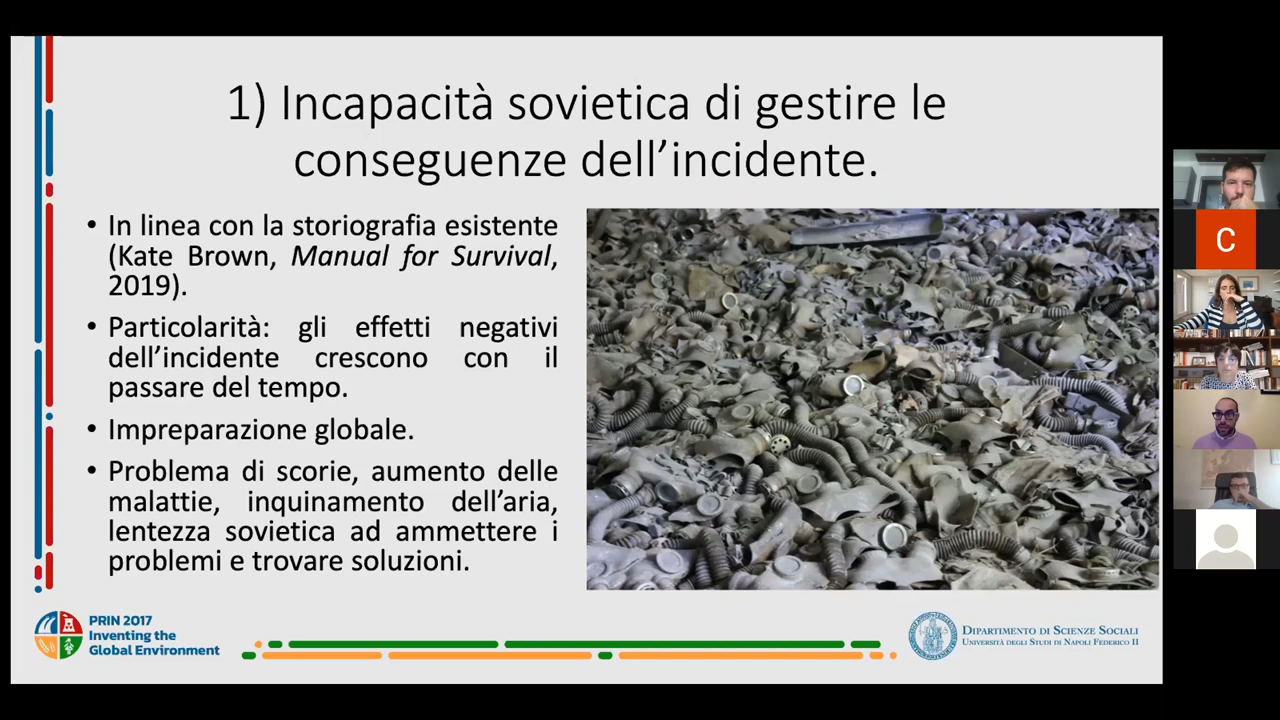 1) Incapacità sovietica di gestire le
conseguenze dell’incidente.
• In linea con la storiografia esistente
(Kate Brown, Manual for Survival,
2019).
• Particolarità: gli effetti negativi
dell’incidente crescono con il
passare del tempo.
• Impreparazione globale.
• Problema di scorie, aumento delle
malattie, inquinamento dell’aria,
lentezza sovietica ad ammettere i
problemi e trovare soluzioni.
PRIN 2017
Inventing the
Global Environment
Dipartimento di Scienze Sociali
Università degli Studi di Napoli Federico II
C